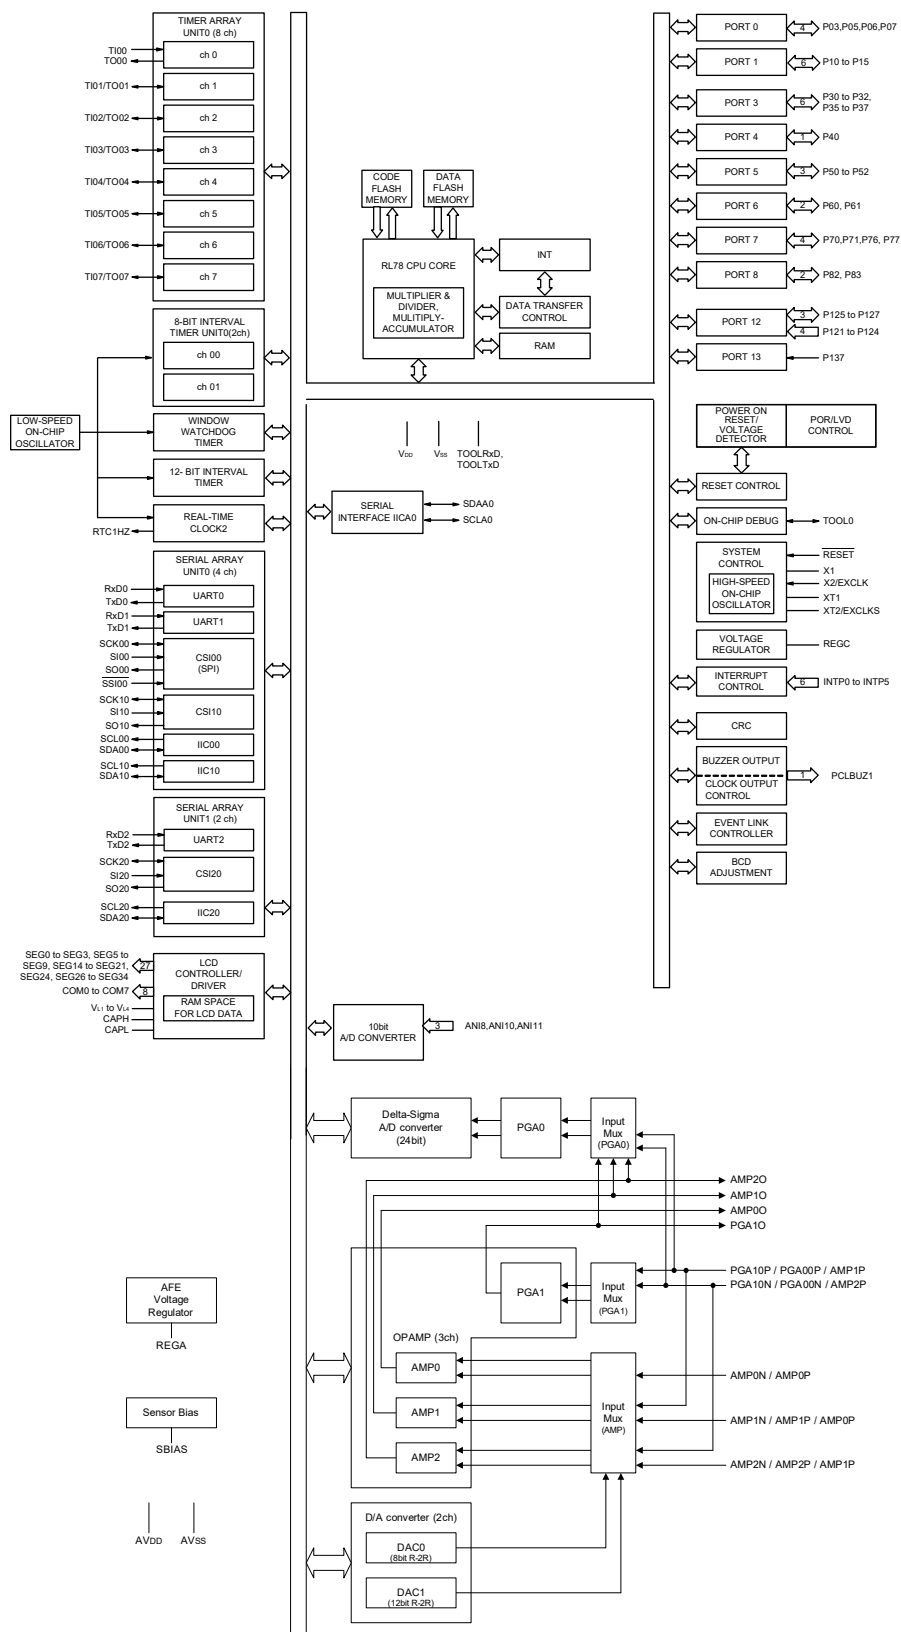 TIMER ARRAY
UNIT0 (8 ch)
ch 0
TI00
TO00
ch 1
TI01/TO01
ch 2
TI02/TO02
ch 3
TI03/TO03
ch 4
TI04/TO04
ch 5
TI05/TO05
ch 6
TI06/TO06
ch 7
TI07/TO07
8-BIT INTERVAL
TIMER UNIT0(2ch)
ch 00
ch 01
LOW-SPEED
ON-CHIP
OSCILLATOR
WINDOW
WATCHDOG
TIMER
12- BIT INTERVAL
TIMER
REAL-TIME
CLOCK2
RTC1HZ
SERIAL ARRAY
UNIT0 (4 ch)
RxD0
TxD0
UART0
RxD1
TxD1
UART1
SCK00
SI00
SO00
SSI00
CSI00
(SPI)
SCK10
SI10
SO10
CSI10
SCL00
SDA00
IIC00
SCL10
SDA10
IIC10
SERIAL ARRAY
UNIT1 (2 ch)
RxD2
TxD2
UART2
SCK20
SI20
SO20
CSI20
SCL20
SDA20
IIC20
SEG0 to SEG3, SEG5 to
SEG9, SEG14 to SEG21,
SEG24, SEG26 to SEG34
27
COM0 to COM7
8
VL1 to VL4
CAPH
CAPL
LCD
CONTROLLER/
DRIVER
RAM SPACE
FOR LCD DATA
CODE
FLASH
MEMORY
DATA
FLASH
MEMORY
RL78 CPU CORE
MULTIPLIER &
DIVIDER,
MULITIPLY-
ACCUMULATOR
INT
DATA TRANSFER
CONTROL
RAM
VDD
VSS
TOOLRxD,
TOOLTxD
SERIAL
INTERFACE IICA0
SDAA0
SCLA0
PORT 0
4
P03,P05,P06,P07
PORT 1
6
P10 to P15
PORT 3
6
P30 to P32,
P35 to P37
PORT 4
1
P40
PORT 5
3
P50 to P52
PORT 6
2
P60, P61
PORT 7
4
P70,P71,P76, P77
PORT 8
2
P82, P83
PORT 12
3
P125 to P127
4
P121 to P124
PORT 13
P137
POWER ON
RESET/
VOLTAGE
DETECTOR
POR/LVD
CONTROL
RESET CONTROL
ON-CHIP DEBUG
TOOL0
SYSTEM
CONTROL
HIGH-SPEED
ON-CHIP
OSCILLATOR
RESET
X1
X2/EXCLK
XT1
XT2/EXCLKS
VOLTAGE
REGULATOR
REGC
INTERRUPT
CONTROL
6
INTP0 to INTP5
CRC
BUZZER OUTPUT
CLOCK OUTPUT
CONTROL
1
PCLBUZ1
EVENT LINK
CONTROLLER
BCD
ADJUSTMENT
10bit
A/D CONVERTER
3
ANI8,ANI10,ANI11
Delta-Sigma
A/D converter
(24bit)
PGA0
Input
Mux
(PGA0)
AMP2O
AMP1O
AMP0O
PGA1O
PGA1
Input
Mux
(PGA1)
PGA10P / PGA00P / AMP1P
PGA10N / PGA00N / AMP2P
AFE
Voltage
Regulator
REGA
OPAMP (3ch)
AMP0
AMP1
AMP2
Input
Mux
(AMP)
AMP0N / AMP0P
AMP1N / AMP1P / AMP0P
AMP2N / AMP2P / AMP1P
Sensor Bias
SBIAS
AVDD
AVSS
D/A converter (2ch)
DAC0
(8bit R-2R)
DAC1
(12bit R-2R)